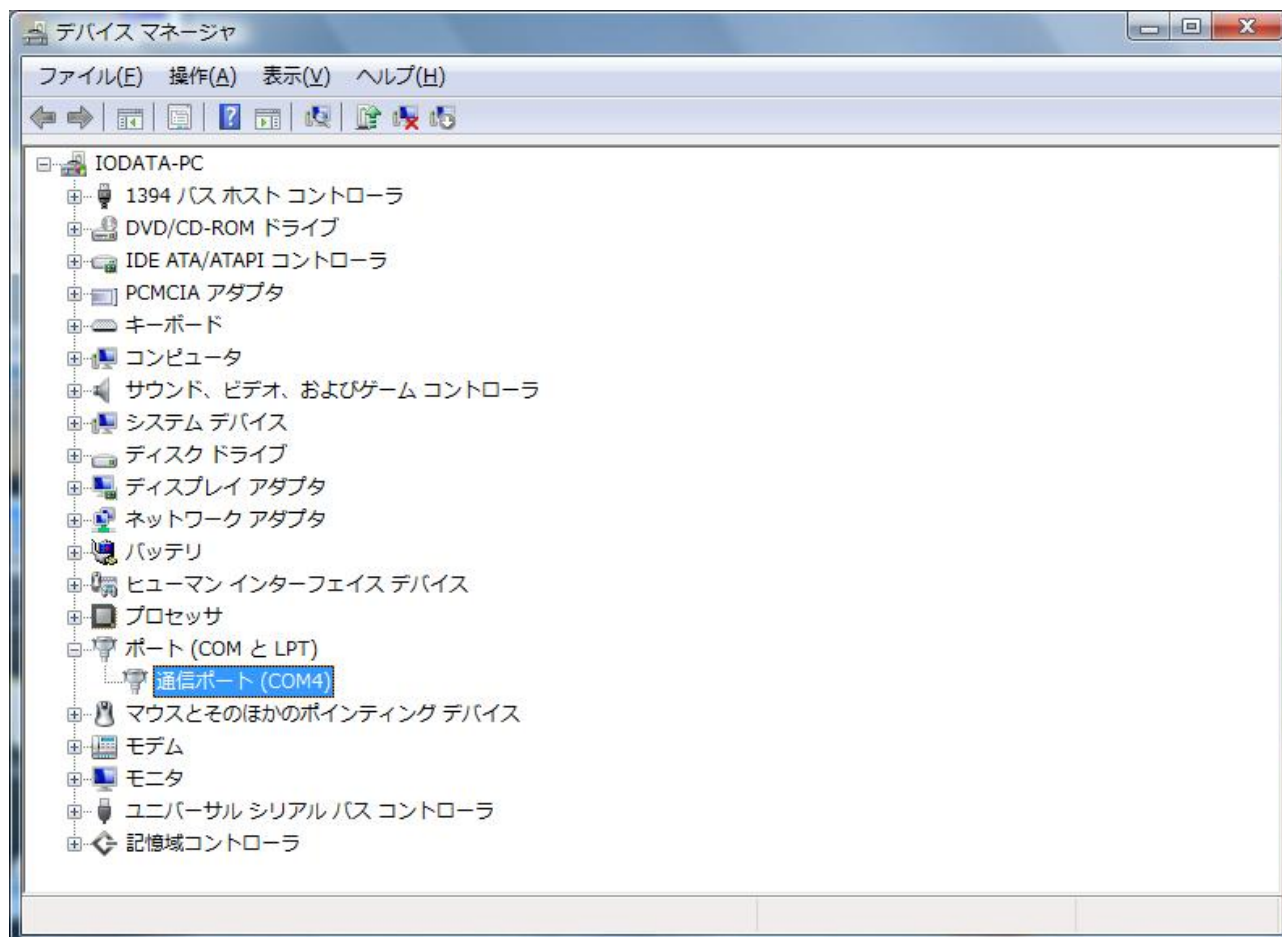 デバイス マネージャ
ファイル(F) 操作(A) 表示(V) ヘルプ(H)
IODATA-PC
1394 バス ホスト コントローラ
DVD/CD-ROM ドライブ
IDE ATA/ATAPI コントローラ
PCMCIA アダプタ
キーボード
コンピュータ
サウンド、ビデオ、およびゲーム コントローラ
システム デバイス
ディスク ドライブ
ディスプレイ アダプタ
ネットワーク アダプタ
バッテリ
ヒューマン インターフェイス デバイス
プロセッサ
ポート (COM と LPT)
通信ポート (COM4)
マウスとそのほかのポインティング デバイス
モデム
モニタ
ユニバーサル シリアル バス コントローラ
記憶域コントローラ